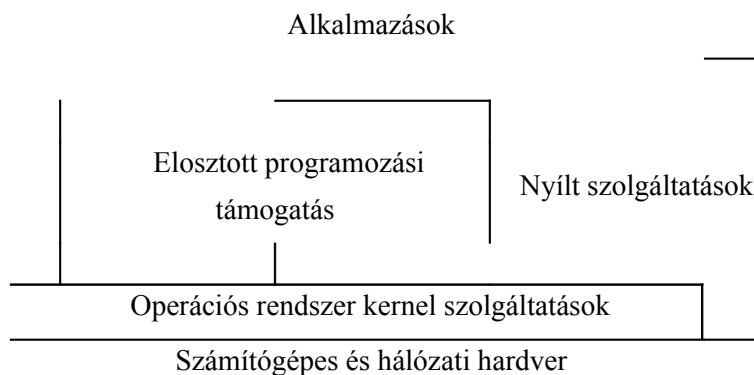 Alkalmazások
Elosztott programozási
támogatás
Nyílt szolgáltatások
Operációs rendszer kernel szolgáltatások
Számítógépes és hálózati hardver